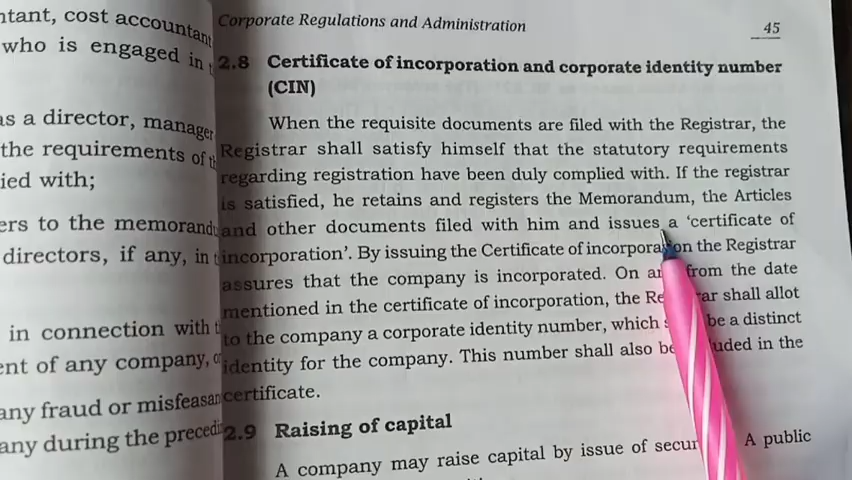 ntant, cost accountant
who is engaged in
as a director, manager
the requirements of
ied with;
ers to the memorand
directors, if any, in
in connection with
ent of any company,
any fraud or misfeasan
any during the precedi
Corporate Regulations and Administration 45
2.8 Certificate of incorporation and corporate identity number
(CIN)
When the requisite documents are filed with the Registrar, the
Registrar shall satisfy himself that the statutory requirements
regarding registration have been duly complied with. If the registrar
is satisfied, he retains and registers the Memorandum, the Articles
and other documents filed with him and issues a ‘certificate of
incorporation’. By issuing the Certificate of incorporation the Registrar
assures that the company is incorporated. On from the date
mentioned in the certificate of incorporation, the shall allot
to the company a corporate identity number, which be a distinct
identity for the company. This number shall also in the
certificate.
2.9 Raising of capital
A company may raise capital by issue of A public